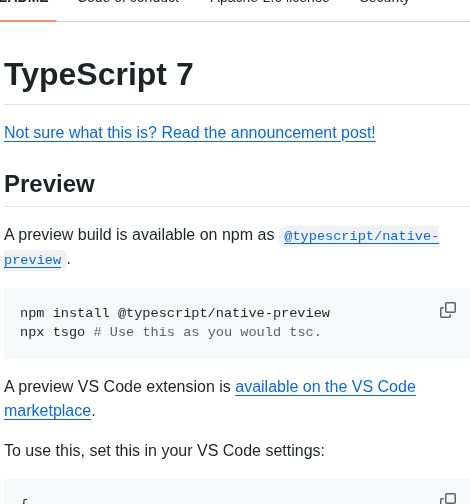 README Code of conduct Apache-2.0 license Security
TypeScript 7
Not sure what this is? Read the announcement post!
Preview
A preview build is available on npm as @typescript/native-
preview.
npm install @typescript/native-preview
npx tsgo # Use this as you would tsc.
A preview VS Code extension is available on the VS Code
marketplace.
To use this, set this in your VS Code settings:
{